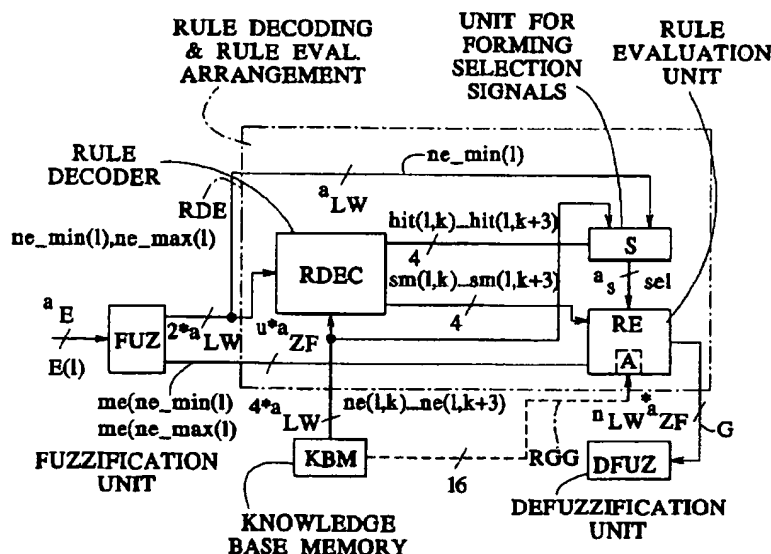 RULE DECODING
& RULE EVAL.
ARRANGEMENT
UNIT FOR
FORMING
SELECTION
SIGNALS
RULE
EVALUATION
UNIT
RULE
DECODER
RDE
ne_min(l)
a LW
ne_min(l),ne_max(l)
hit(l,k)...hit(l,k+3)
4
S
RDEC
a s
sel
sm(l,k)...sm(l,k+3)
4
a E
E(l)
FUZ
2*a LW
u*a ZF
RE
A
me(ne_min(l)
me(ne_max(l)
4*a LW
ne(l,k)...ne(l,k+3)
n LW *a ZF
G
FUZZIFICATION
UNIT
KBM
16
RGG
DFUZ
KNOWLEDGE
BASE MEMORY
DEFUZZIFICATION
UNIT